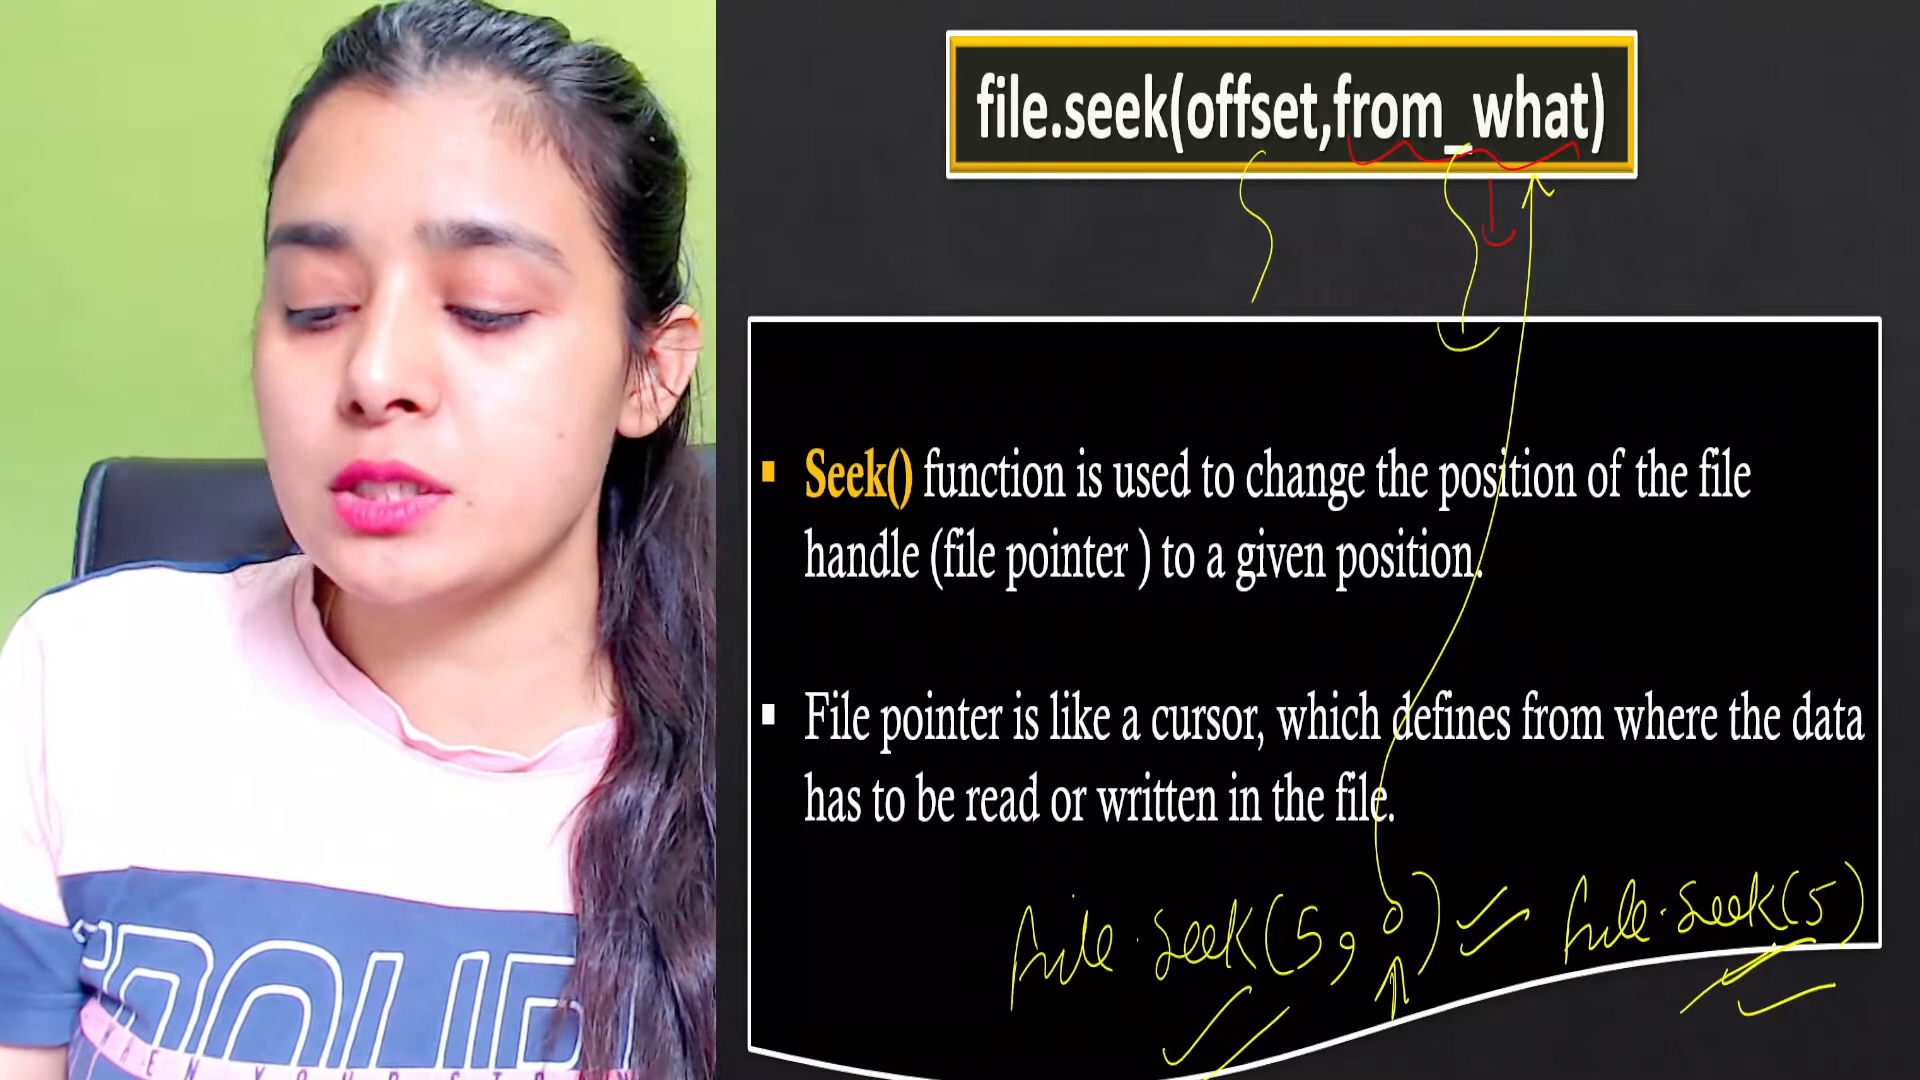 file.seek(offset,from_what)
Seek() function is used to change the position of the file
handle (file pointer ) to a given position.
File pointer is like a cursor, which defines from where the data
has to be read or written in the file.
file.seek(5,0) file.seek(5)